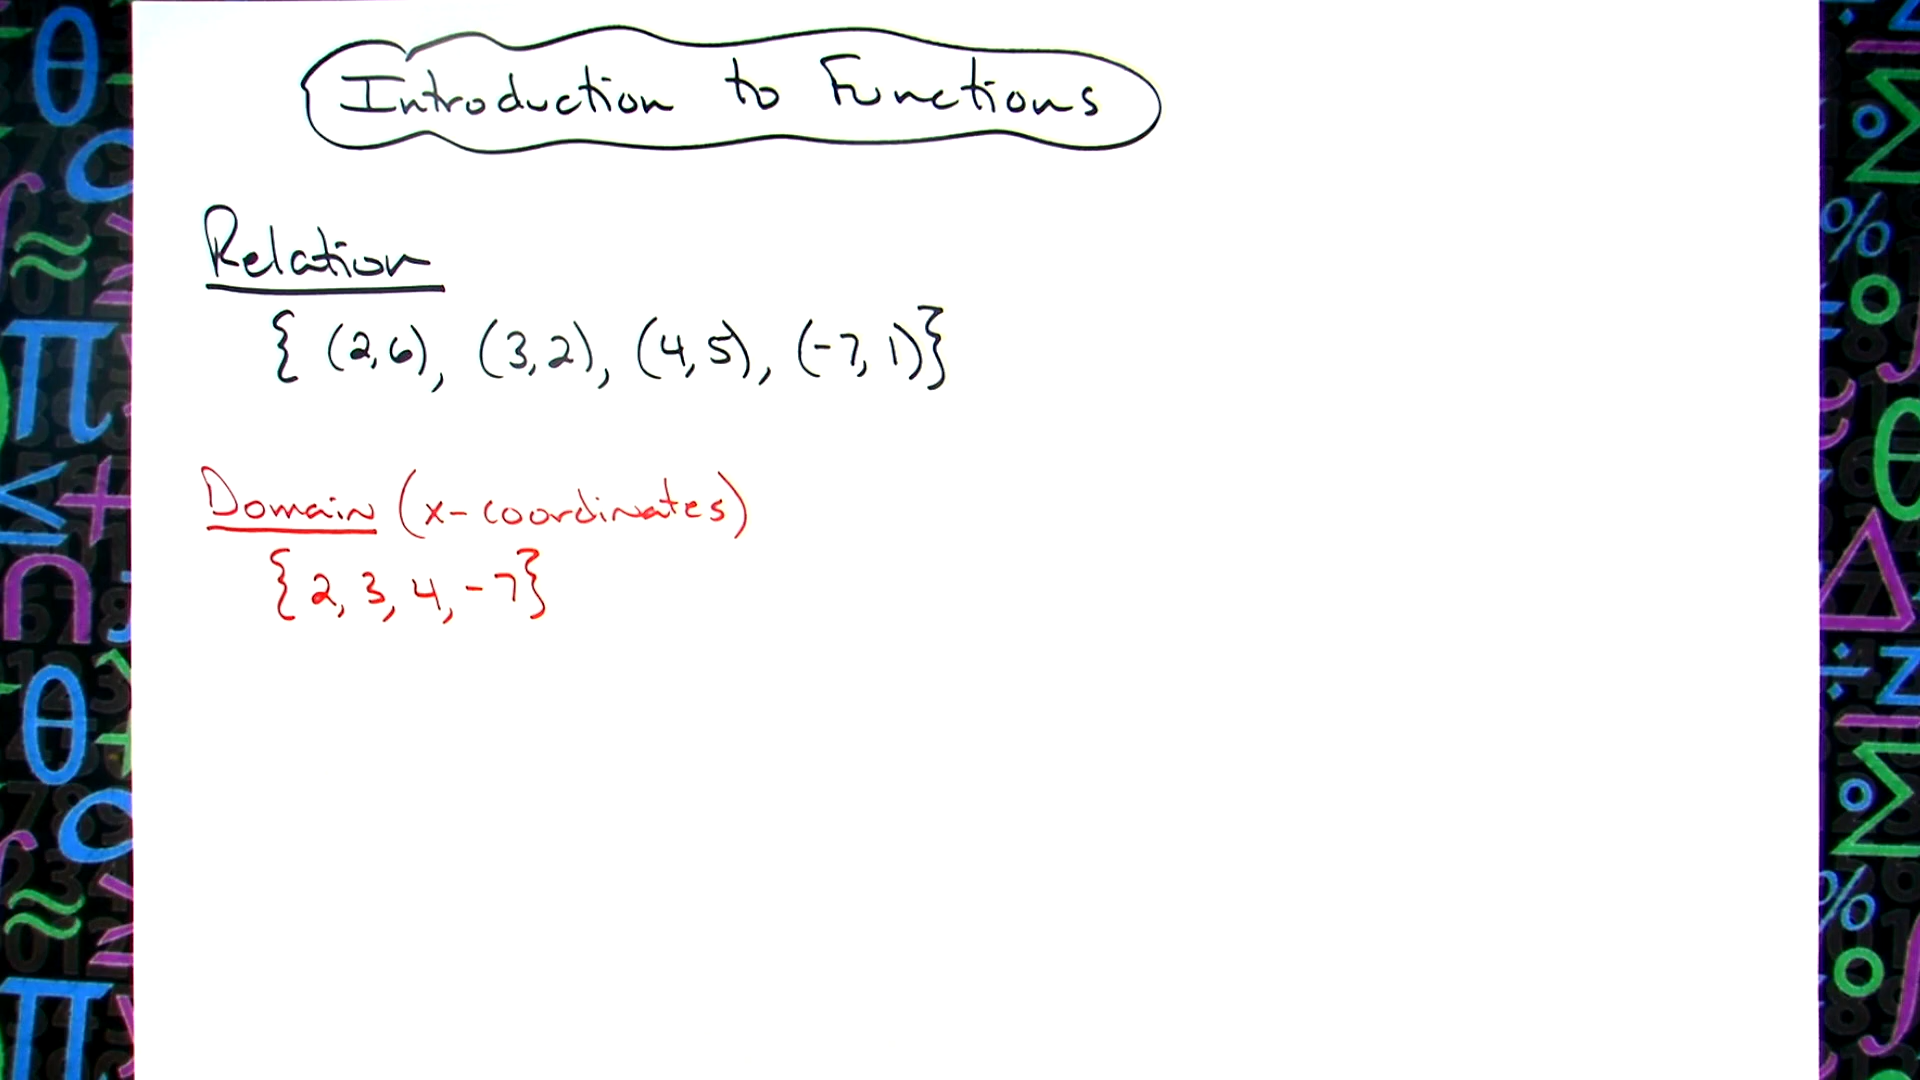 Introduction to Functions
Relation
{ (2,6), (3,2), (4,5), (-7,1)}
Domain (x-coordinates)
{2, 3, 4, -7}